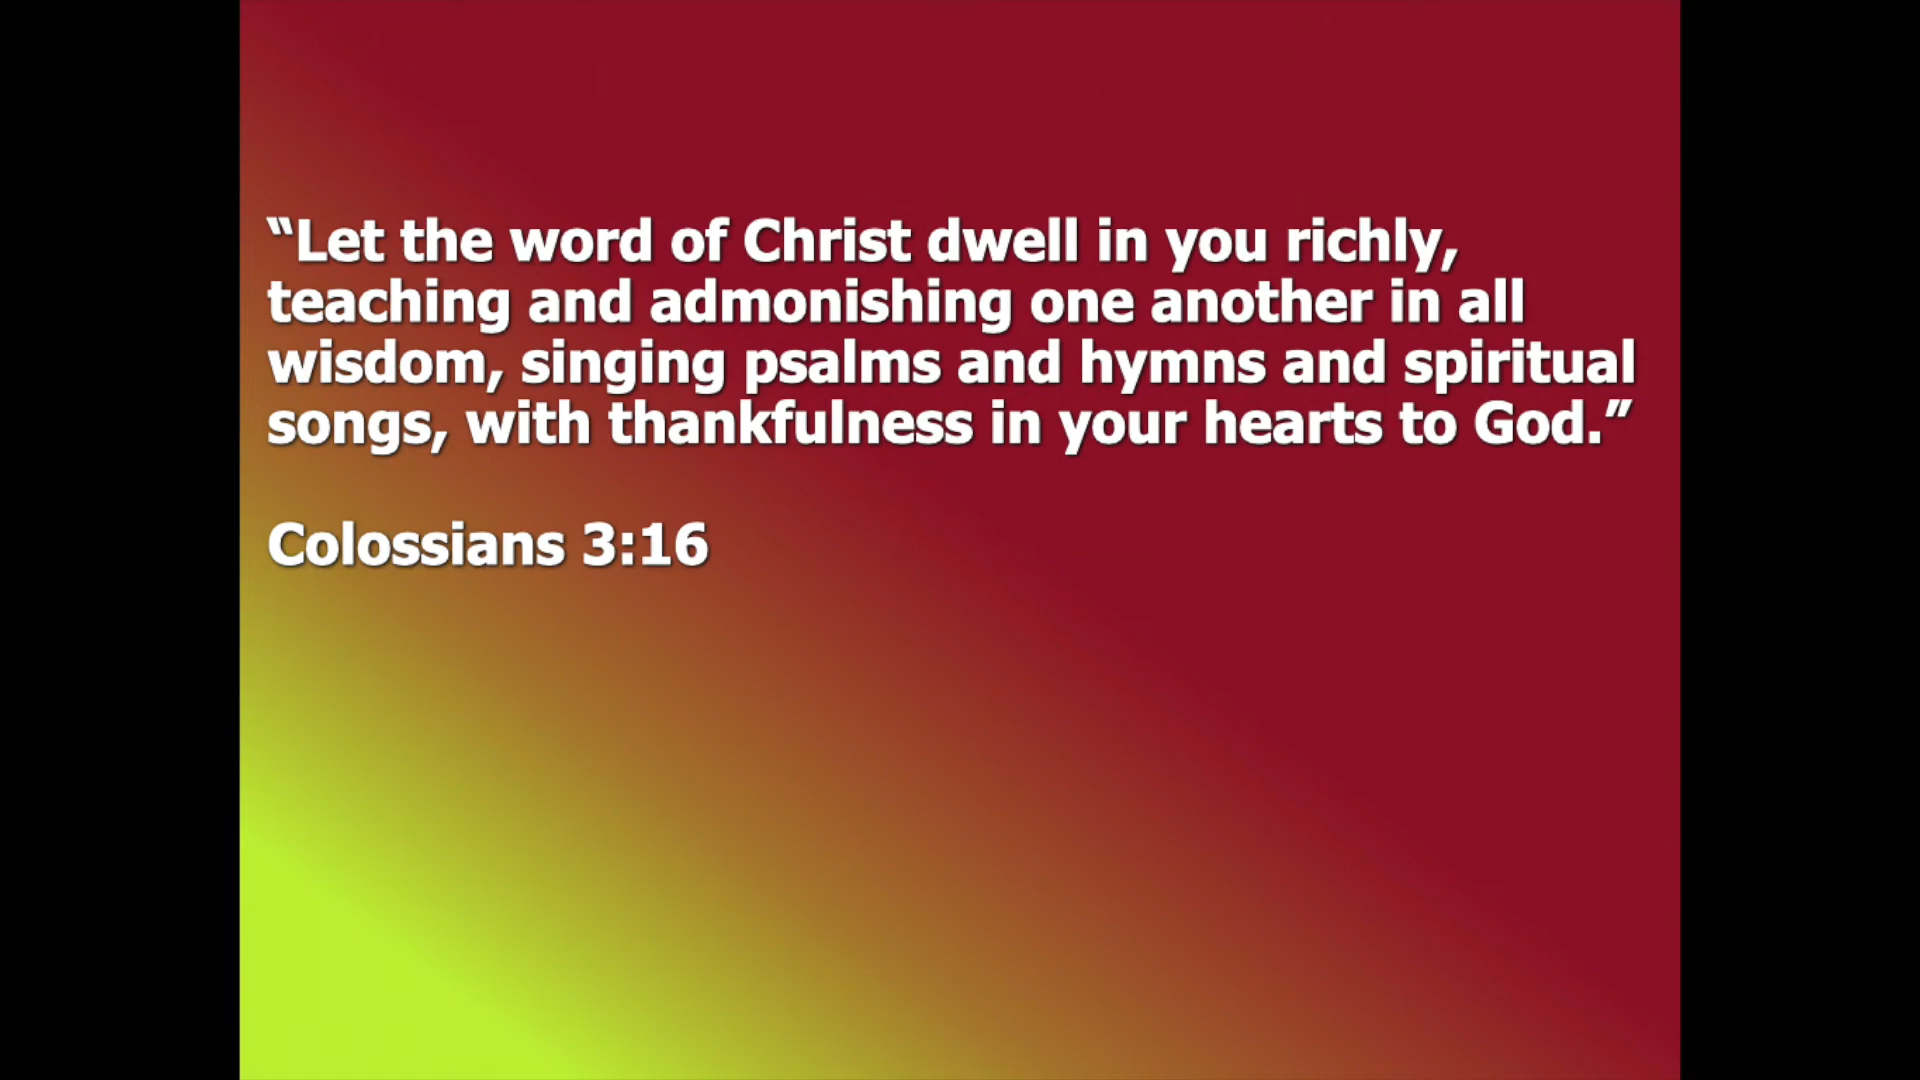 “Let the word of Christ dwell in you richly,
teaching and admonishing one another in all
wisdom, singing psalms and hymns and spiritual
songs, with thankfulness in your hearts to God.”
Colossians 3:16